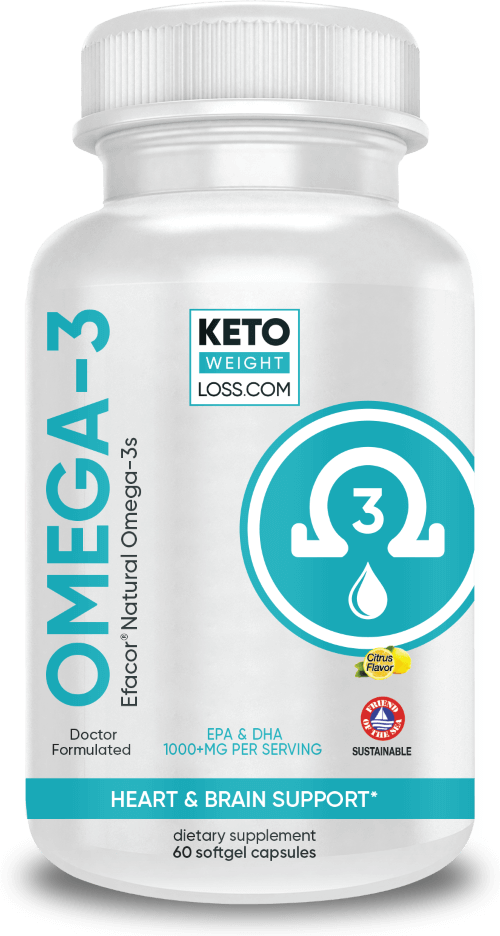 KETO
WEIGHT
LOSS.COM
OMEGA-3
Efacor® Natural Omega-3s
3
Citrus
Flavor
FRIEND
OF THE SEA
SUSTAINABLE
Doctor
Formulated
EPA & DHA
1000+MG PER SERVING
HEART & BRAIN SUPPORT*
dietary supplement
60 softgel capsules